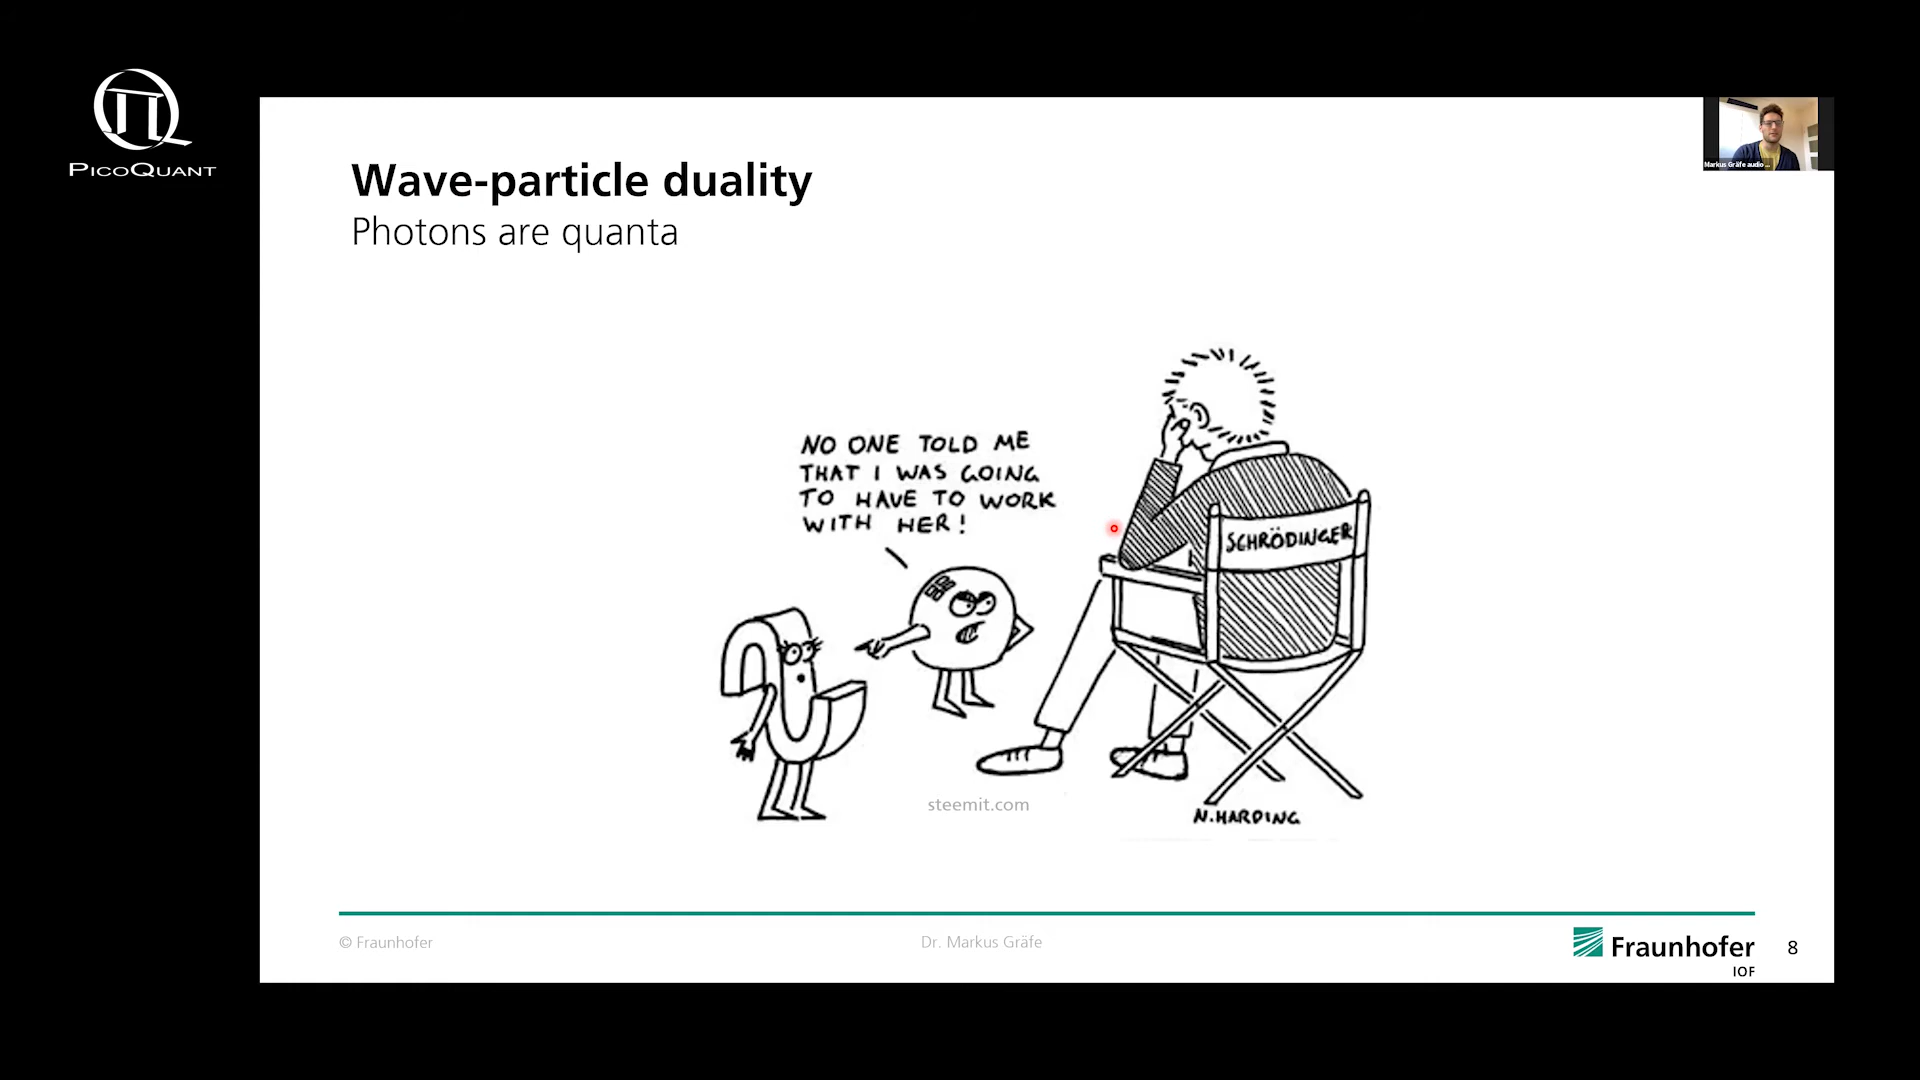 PICOQUANT
Markus Gräfe audio ...
Wave-particle duality
Photons are quanta
NO ONE TOLD ME
THAT I WAS GOING
TO HAVE TO WORK
WITH HER!
SCHRÖDINGER
steemit.com
N.HARDING
© Fraunhofer
Dr. Markus Gräfe
Fraunhofer
IOF
8